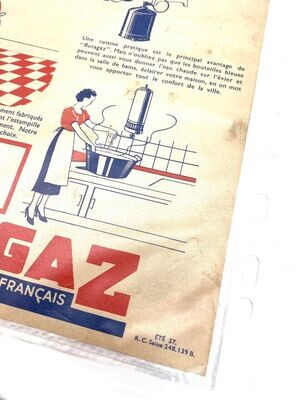 Une cuisine pratique est le principal avantage de
"Butagaz". Mais n'oubliez pas que les bouteilles bleues
peuvent aussi vous donner l'eau chaude sur l'évier et
dans la salle de bains, éclairer votre maison, en un mot
vous apporter tout le confort de la ville.
ment fabriqués
l'estampille
ment. Notre
choix.
GAZ
FRANÇAIS
ÉTÉ 37.
R. C. Seine 248.139 B.